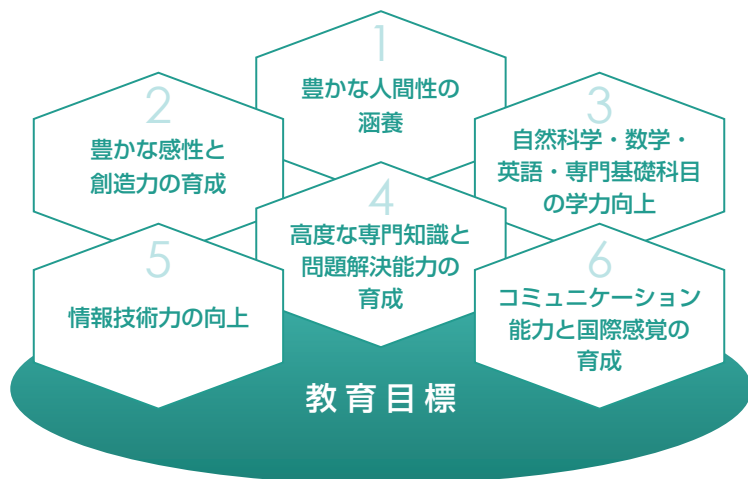 1
豊かな人間性の
涵養
2
豊かな感性と
創造力の育成
3
自然科学・数学・
英語・専門基礎科目
の学力向上
4
高度な専門知識と
問題解決能力の
育成
5
情報技術力の向上
6
コミュニケーション
能力と国際感覚の
育成
教育目標